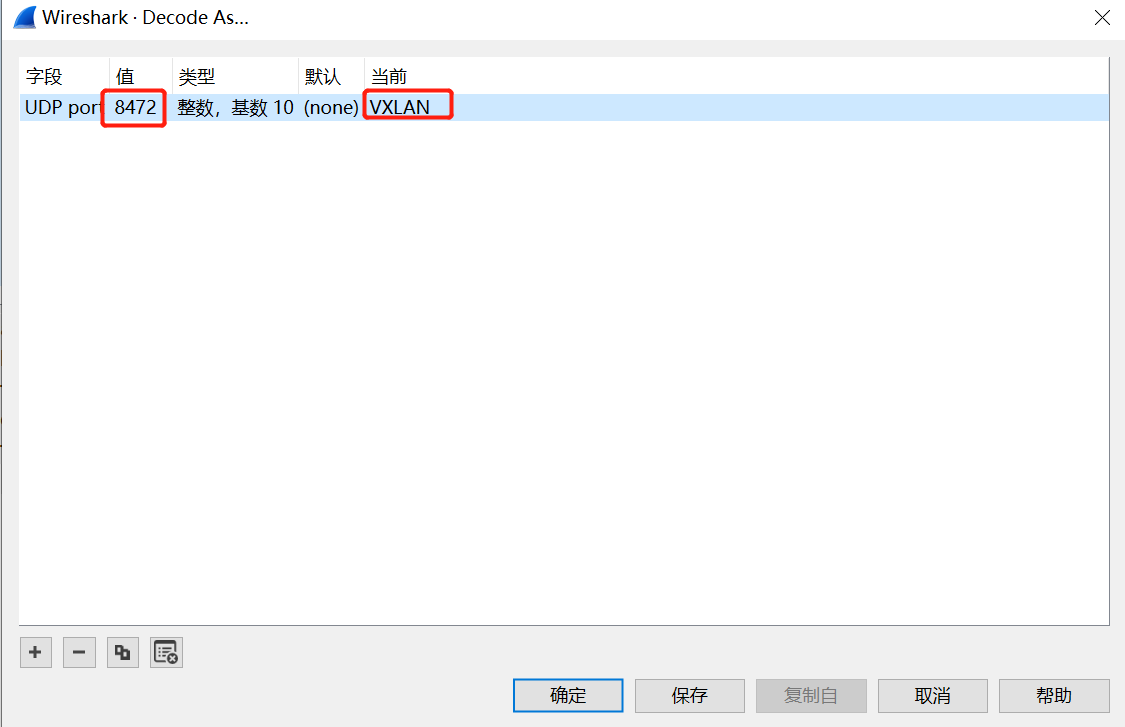 Wireshark · Decode As...
字段 值 类型 默认 当前
UDP port 8472 整数，基数 10 (none) VXLAN
确定 保存 复制自 取消 帮助